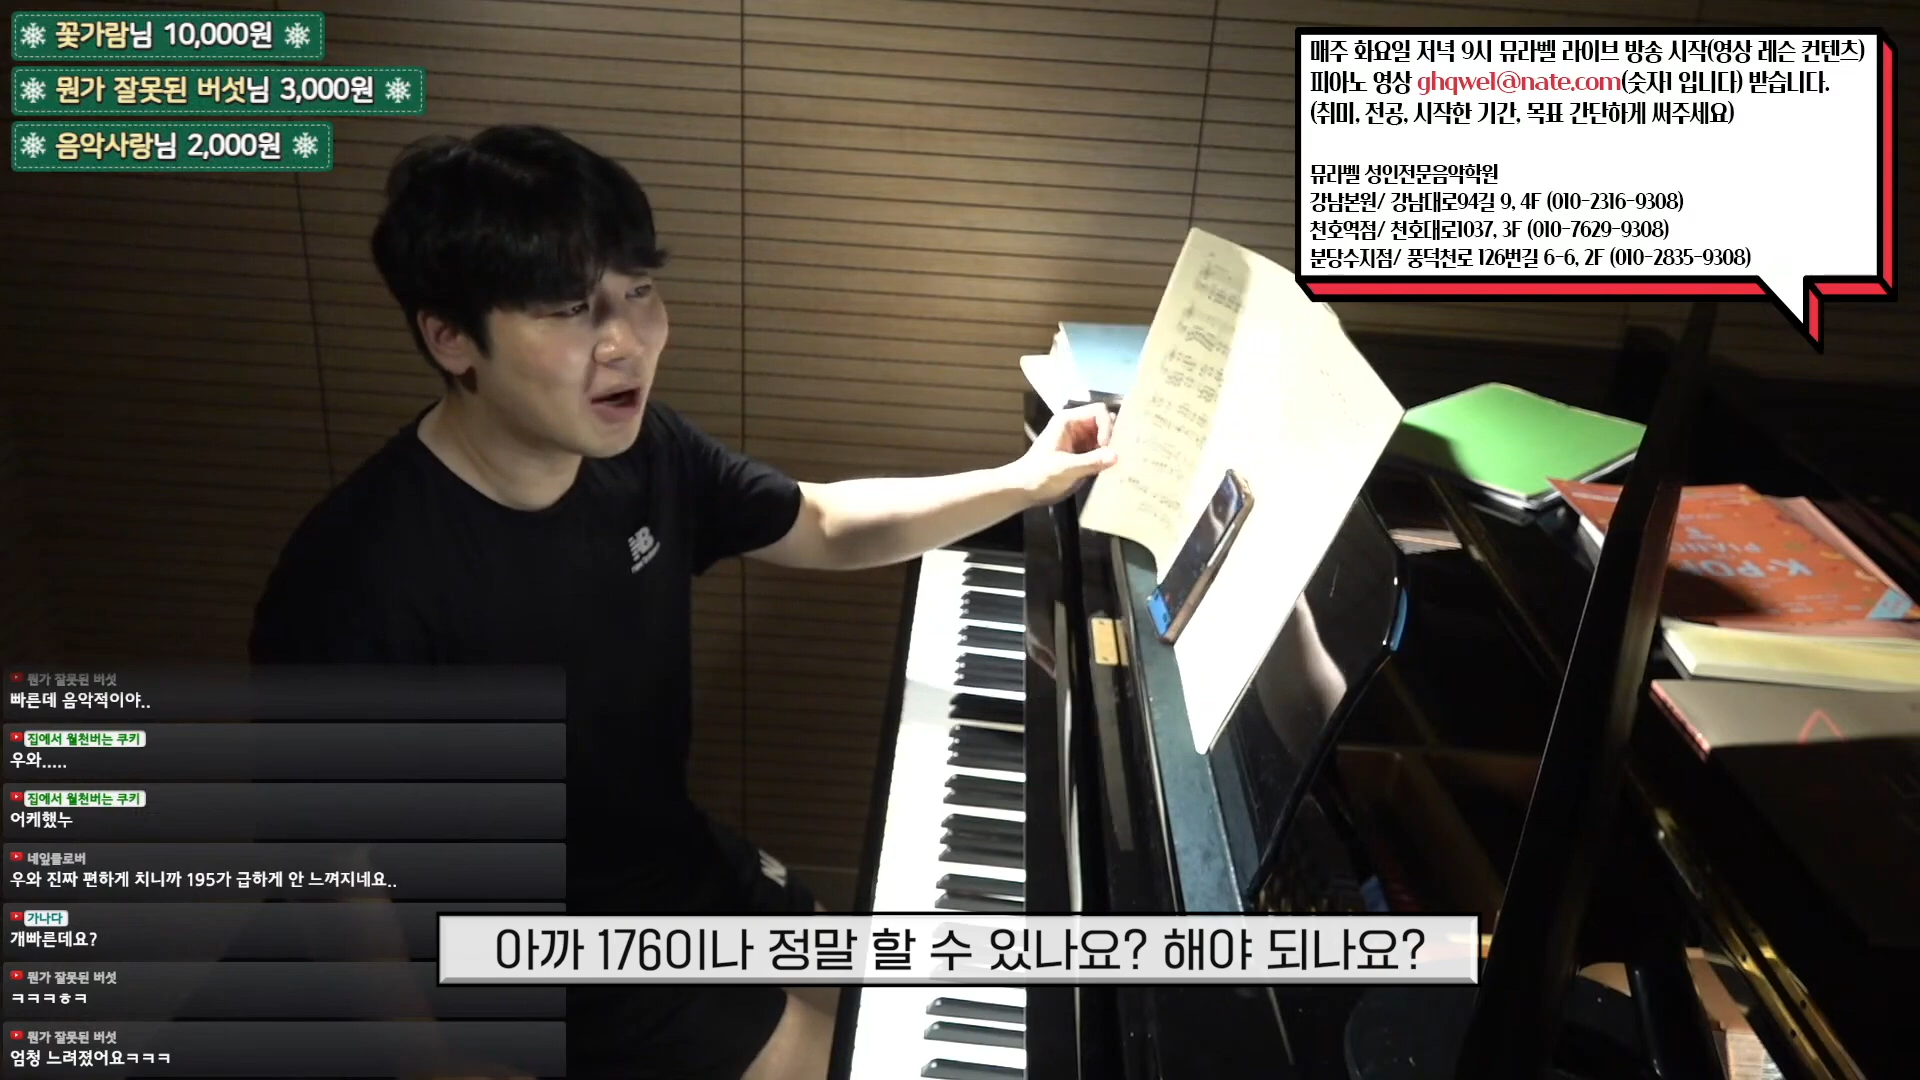 꽃가람님 10,000원
뭔가 잘못된 버섯님 3,000원
음악사랑님 2,000원
매주 화요일 저녁 9시 뮤라벨 라이브 방송 시작(영상 레슨 컨텐츠)
피아노 영상 ghqwe1@nate.com(숫자1 입니다) 받습니다.
(취미, 전공, 시작한 기간, 목표 간단하게 써주세요)
뮤라벨 성인전문음악학원
강남본원/ 강남대로94길 9, 4F (010-2316-9308)
천호역점/ 천호대로1037, 3F (010-7629-9308)
분당수지점/ 풍덕천로 126번길 6-6, 2F (010-2835-9308)
NB
PIANO
K-POP
뭔가 잘못된 버섯
빠른데 음악적이야..
집에서 월천버는 쿠키
우와.....
집에서 월천버는 쿠키
어케했누
네잎클로버
우와 진짜 편하게 치니까 195가 급하게 안 느껴지네요..
가나다
개빠른데요?
뭔가 잘못된 버섯
ㅋㅋㅋㅎㅋ
뭔가 잘못된 버섯
엄청 느려졌어요ㅋㅋㅋ
아까 176이나 정말 할 수 있나요? 해야 되나요?